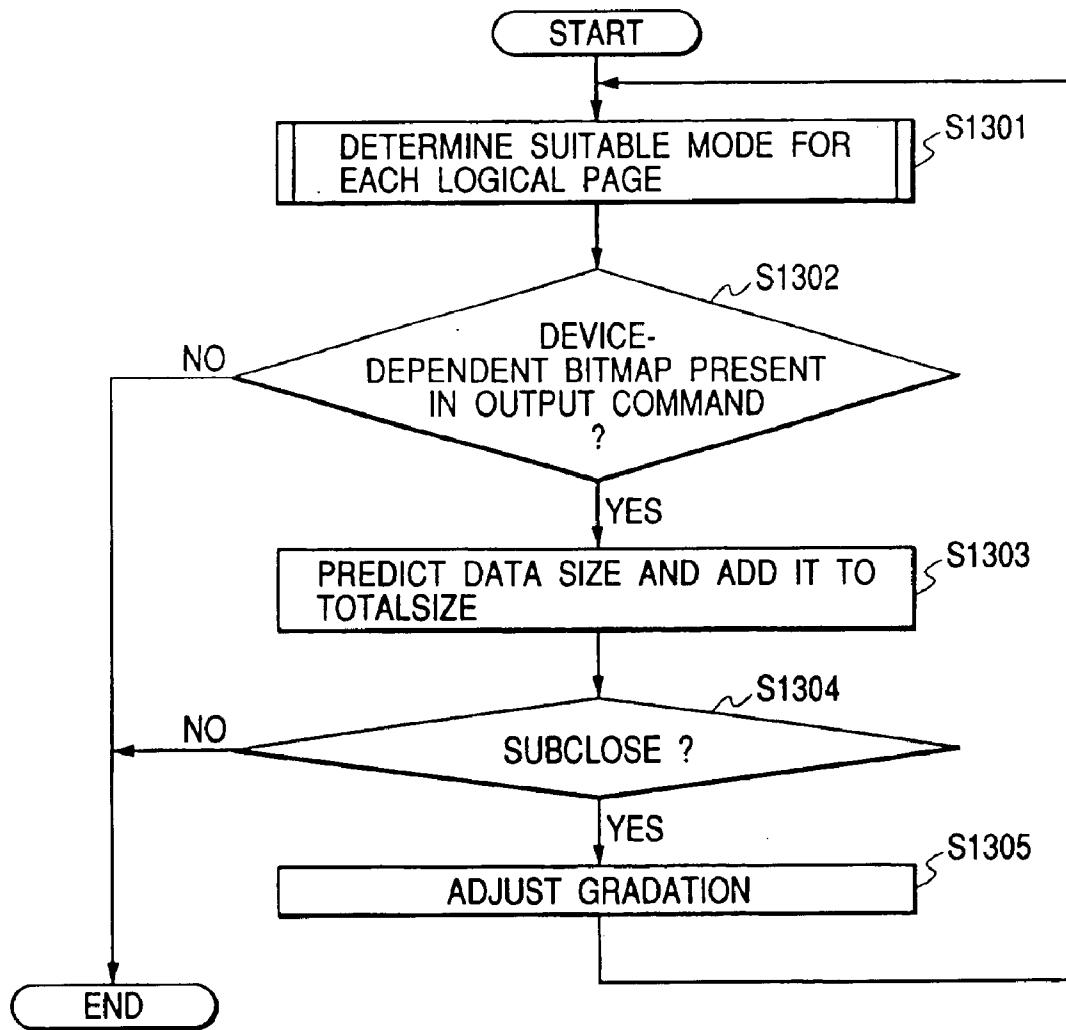 START
DETERMINE SUITABLE MODE FOR
EACH LOGICAL PAGE
S1301
S1302
DEVICE-
DEPENDENT BITMAP PRESENT
IN OUTPUT COMMAND
?
NO
YES
PREDICT DATA SIZE AND ADD IT TO
TOTALSIZE
S1303
S1304
SUBCLOSE ?
NO
YES
S1305
ADJUST GRADATION
END